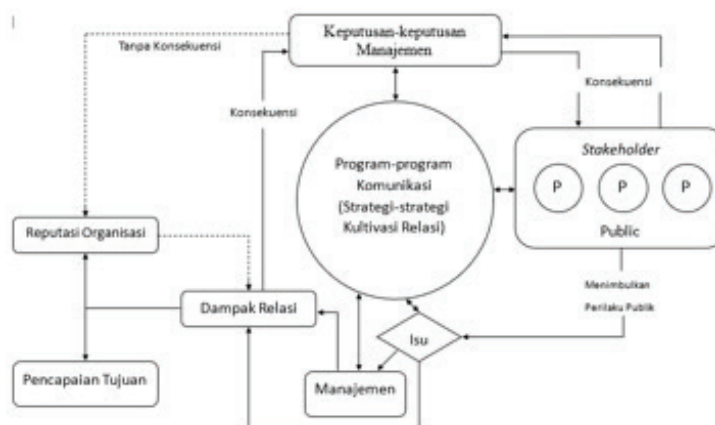 Keputusan-keputusan
Manajemen
Tanpa Konsekuensi
Konsekuensi
Konsekuensi
Program-program
Komunikasi
(Strategi-strategi
Kultivasi Relasi)
Stakeholder
P P P
Public
Reputasi Organisasi
Menimbulkan
Perilaku Publik
Dampak Relasi
Isu
Pencapaian Tujuan
Manajemen